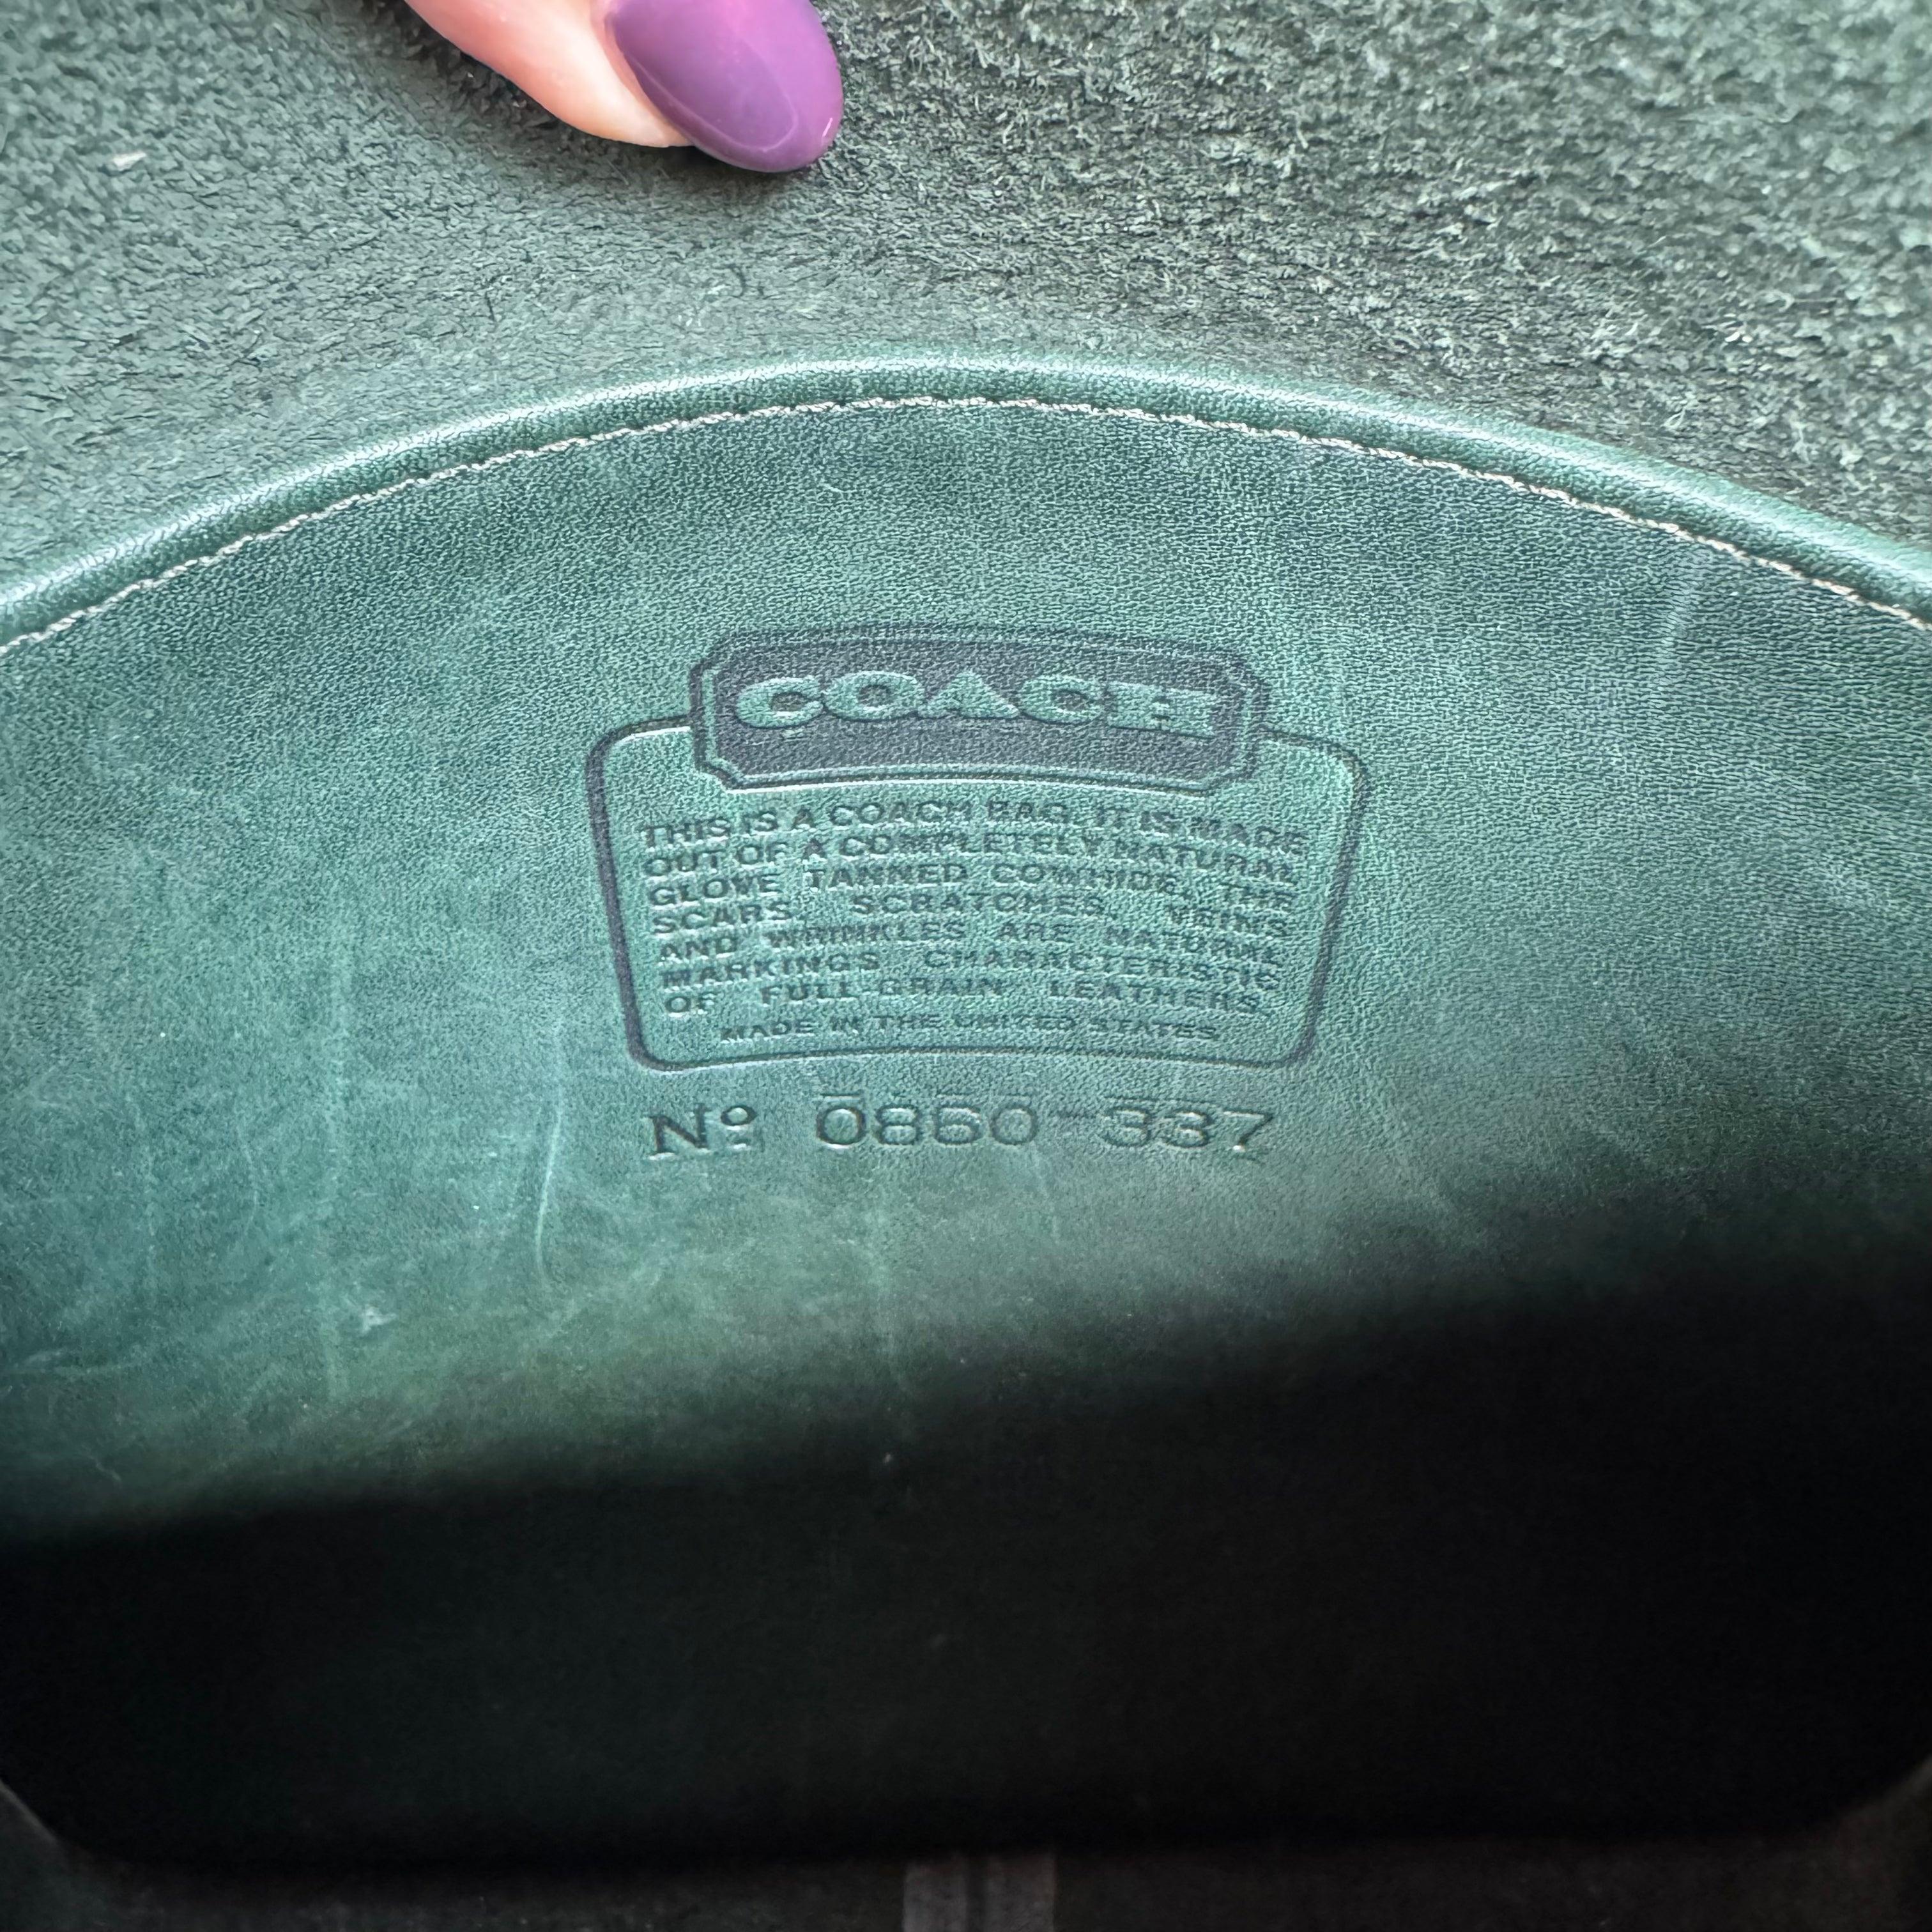 COACH
THIS IS A COACH BAG. IT IS MADE
OUT OF A COMPLETELY NATURAL
GLOVE TANNED COWHIDE. THE
SCARS, SCRATCHES, VEINS
AND WRINKLES ARE NATURAL
MARKINGS CHARACTERISTIC
OF FULL-GRAIN LEATHERS.
MADE IN THE UNITED STATES
Nº 0850-337